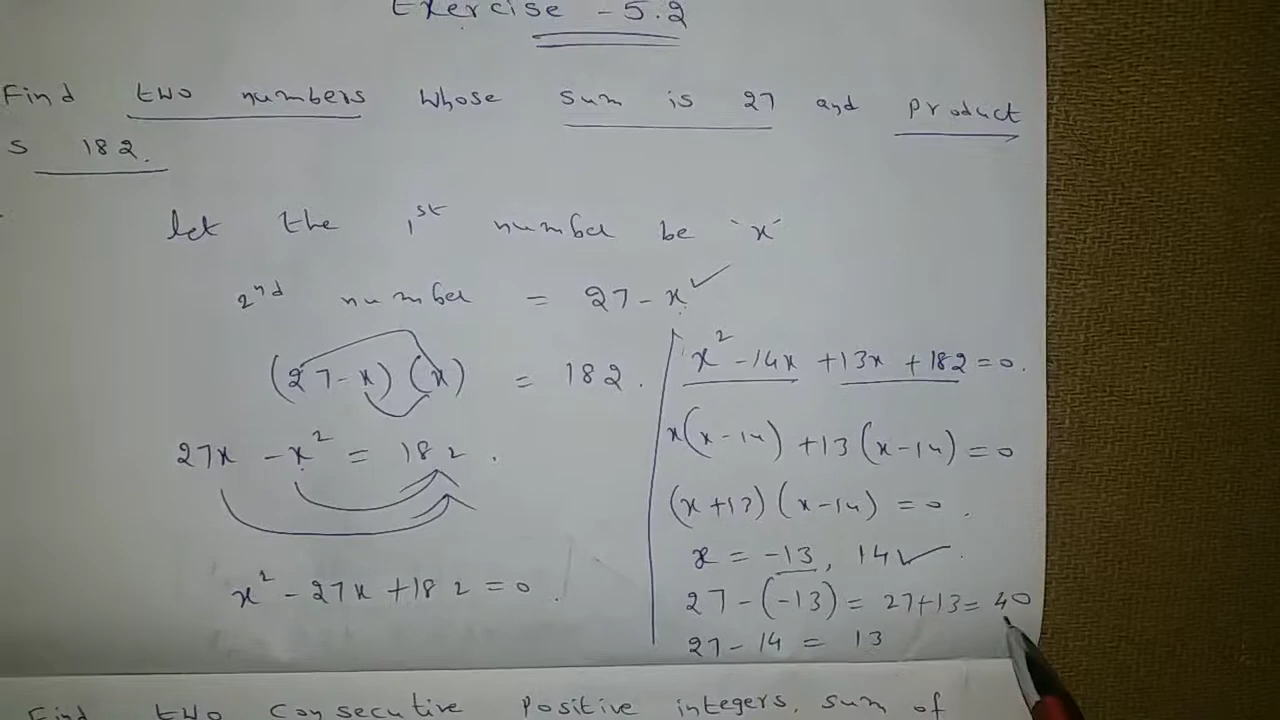 Exercise - 5.2
Find two numbers whose sum is 27 and product
s 182.
let the 1st number be 'x'
2nd number = 27 - x ✓
(27 - x) (x) = 182.
27x - x² = 182.
x² - 27x + 182 = 0.
x² - 14x + 13x + 182 = 0.
x(x - 14) + 13(x - 14) = 0
(x + 13)(x - 14) = 0.
x = -13, 14 ✓.
27 - (-13) = 27 + 13 = 40
27 - 14 = 13
Find two consecutive positive integers, sum of